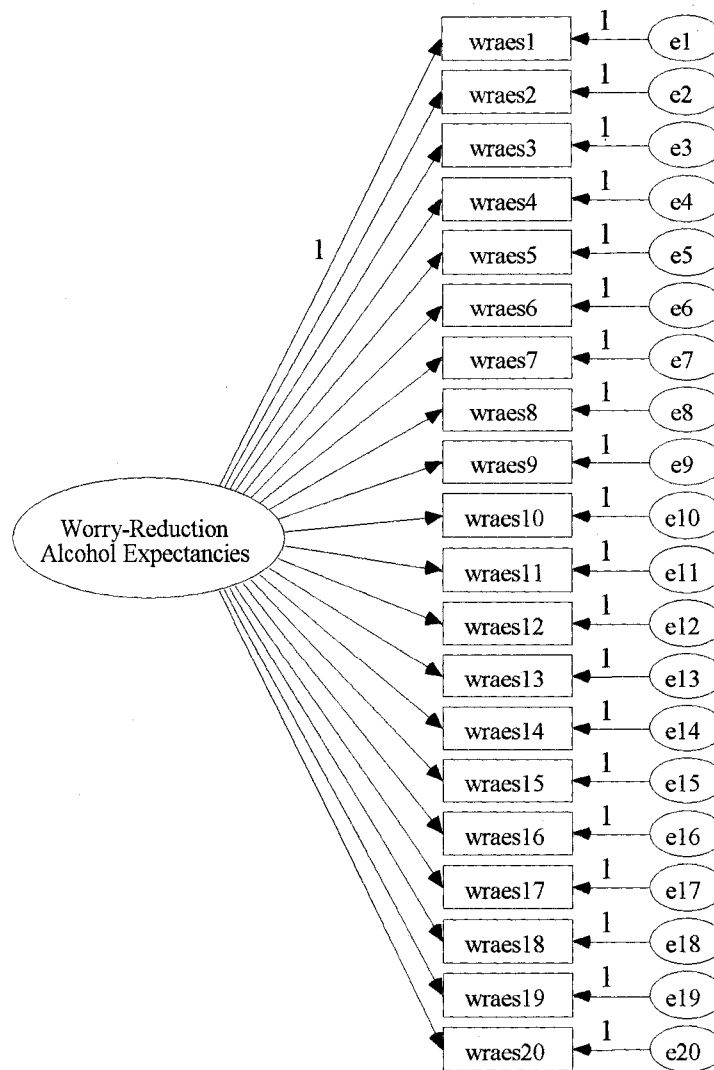 1
wraes1
1
e1
wraes2
1
e2
wraes3
1
e3
wraes4
1
e4
1
wraes5
1
e5
wraes6
1
e6
wraes7
1
e7
wraes8
1
e8
wraes9
1
e9
Worry-Reduction
Alcohol Expectancies
wraes10
1
e10
wraes11
1
e11
wraes12
1
e12
wraes13
1
e13
wraes14
1
e14
wraes15
1
e15
wraes16
1
e16
wraes17
1
e17
wraes18
1
e18
wraes19
1
e19
wraes20
1
e20